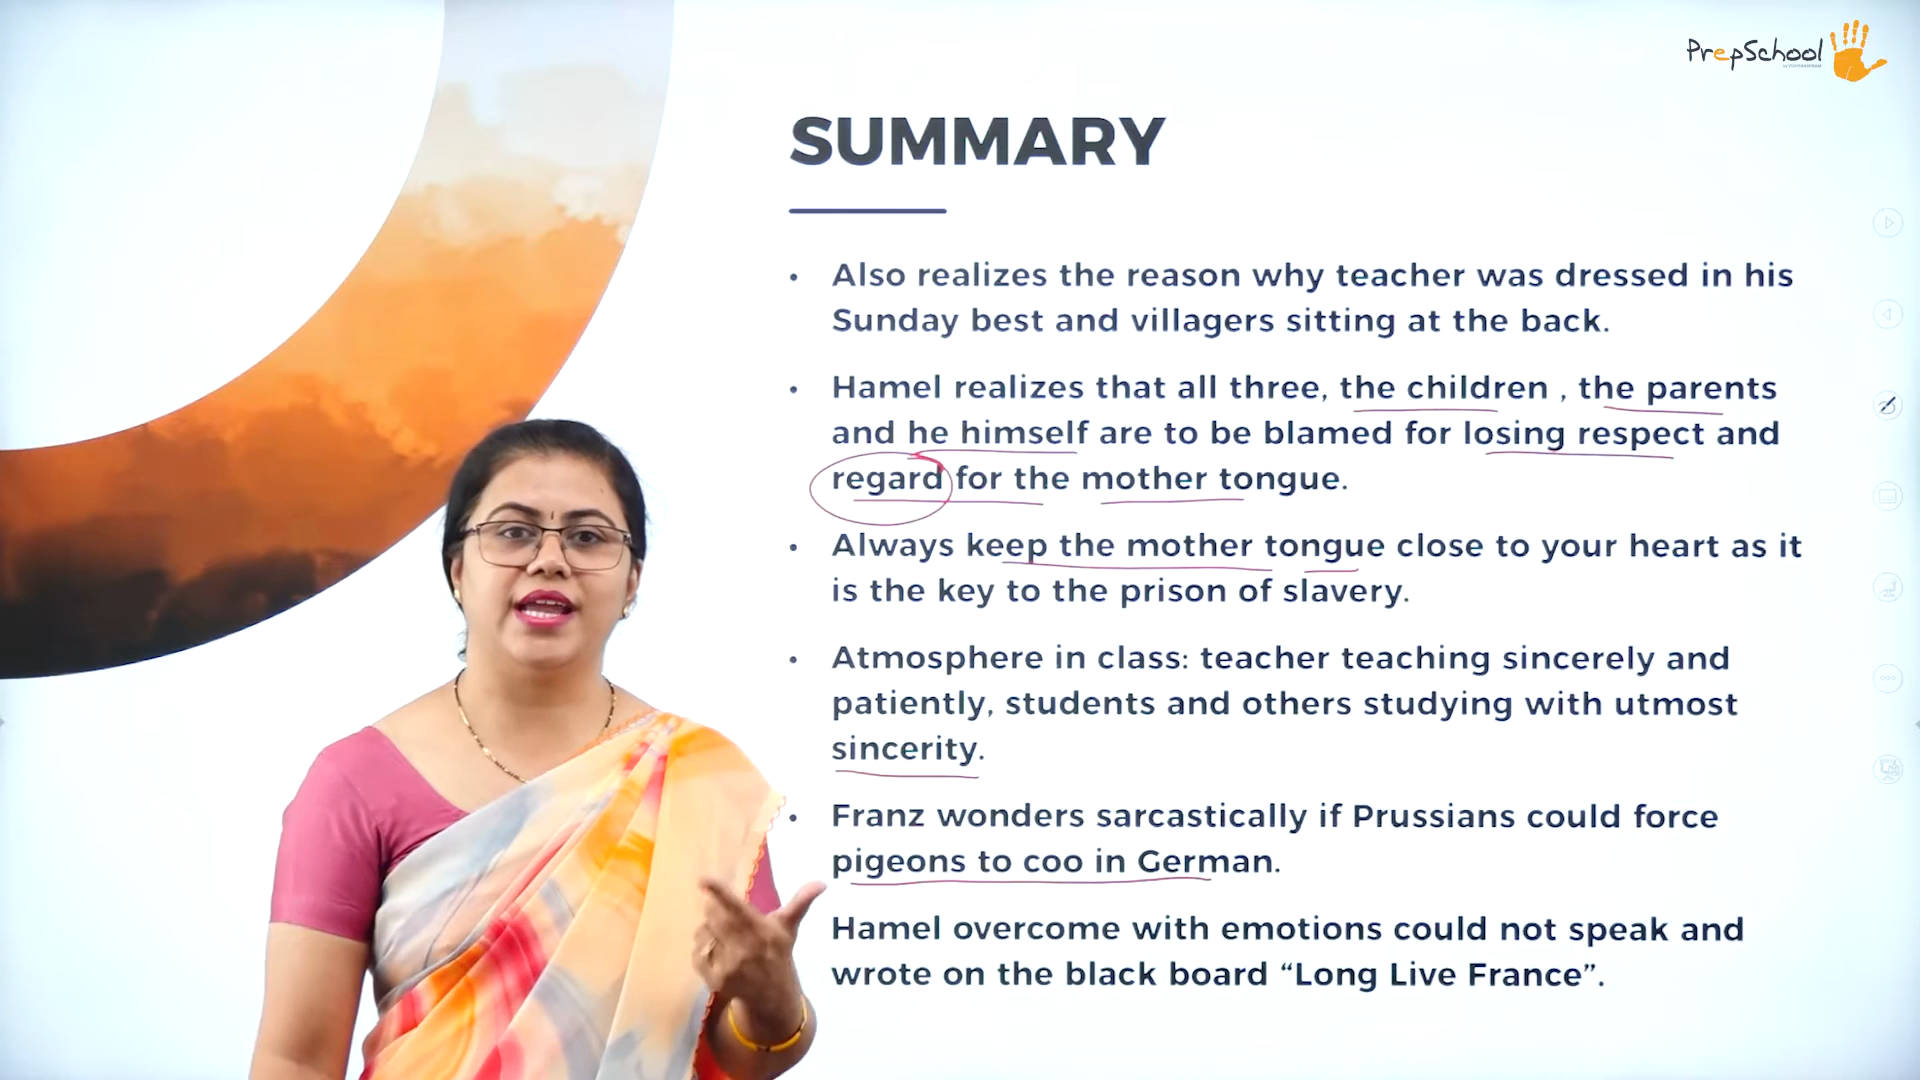 PrepSchool
SUMMARY
• Also realizes the reason why teacher was dressed in his
Sunday best and villagers sitting at the back.
• Hamel realizes that all three, the children , the parents
and he himself are to be blamed for losing respect and
regard for the mother tongue.
• Always keep the mother tongue close to your heart as it
is the key to the prison of slavery.
• Atmosphere in class: teacher teaching sincerely and
patiently, students and others studying with utmost
sincerity.
• Franz wonders sarcastically if Prussians could force
pigeons to coo in German.
Hamel overcome with emotions could not speak and
wrote on the black board “Long Live France”.